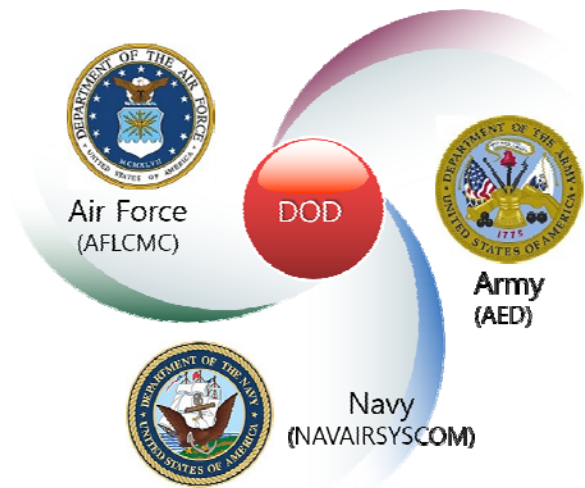 DEPARTMENT OF THE AIR FORCE
MCMXLVII
UNITED STATES OF AMERICA
Air Force
(AFLCMC)
DOD
DEPARTMENT OF THE ARMY
1775
UNITED STATES OF AMERICA
Army
(AED)
DEPARTMENT OF THE NAVY
UNITED STATES OF AMERICA
Navy
(NAVAIRSYSCOM)